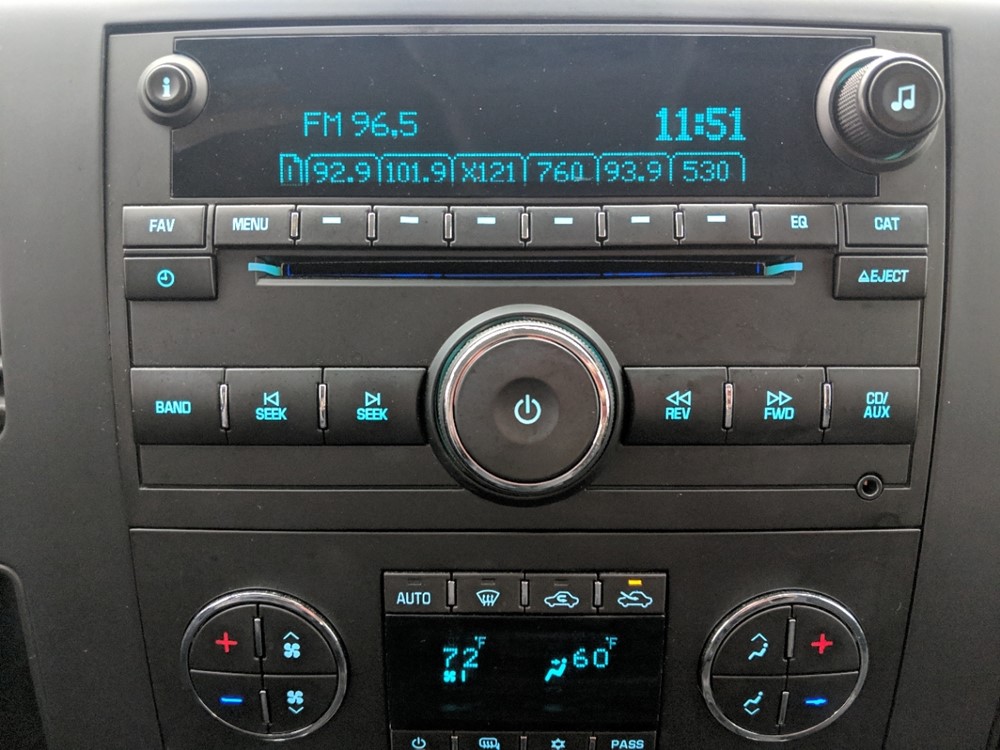 i
FM 96.5 11:51
92.9 101.9 X121 760 93.9 530
FAV MENU EQ CAT
EJECT
BAND SEEK SEEK REV FWD CD/
AUX
AUTO
72°F 60°F
PASS